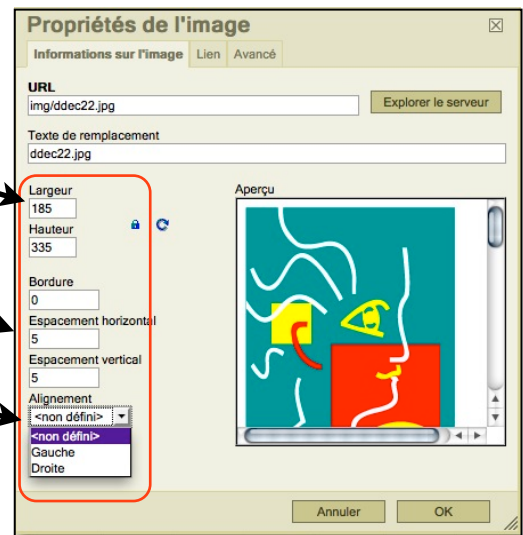 Propriétés de l'image
Informations sur l'image Lien Avancé
URL
img/ddec22.jpg
Explorer le serveur
Texte de remplacement
ddec22.jpg
Largeur
185
Hauteur
335
Bordure
0
Espacement horizontal
5
Espacement vertical
5
Alignement
<non défini>
<non défini>
Gauche
Droite
Aperçu
Annuler OK